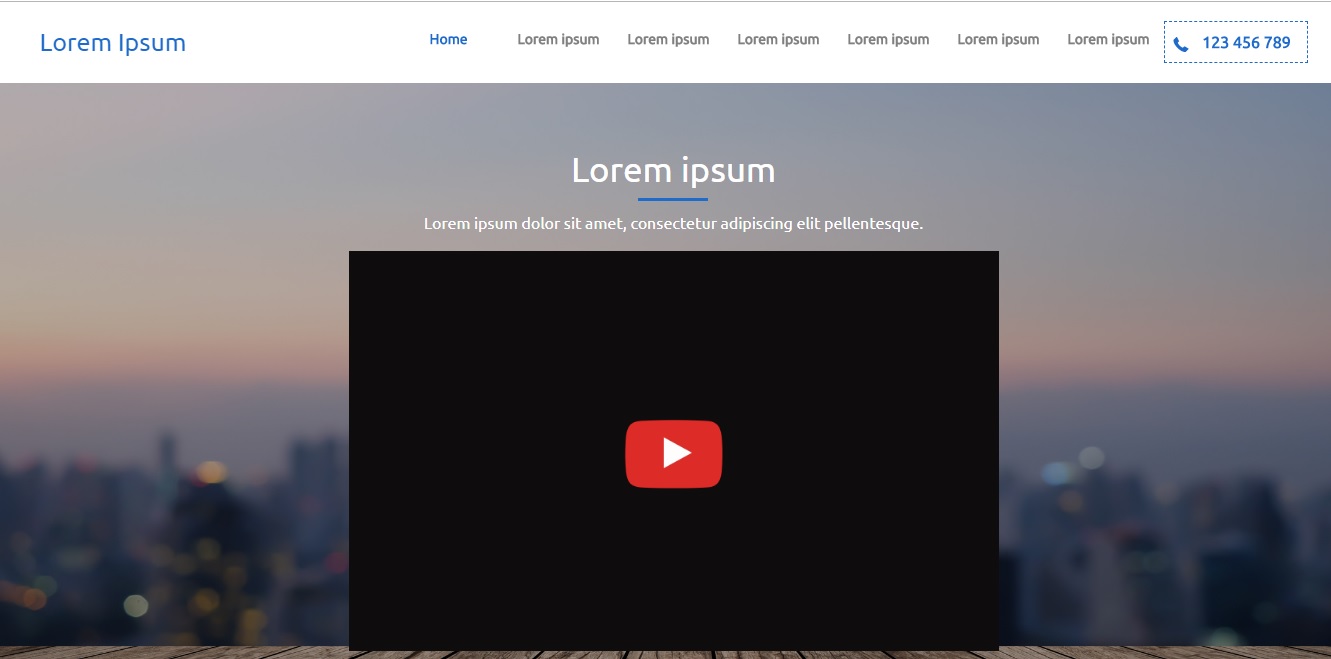 Lorem Ipsum
Home Lorem ipsum Lorem ipsum Lorem ipsum Lorem ipsum Lorem ipsum Lorem ipsum 123 456 789
Lorem ipsum
Lorem ipsum dolor sit amet, consectetur adipiscing elit pellentesque.